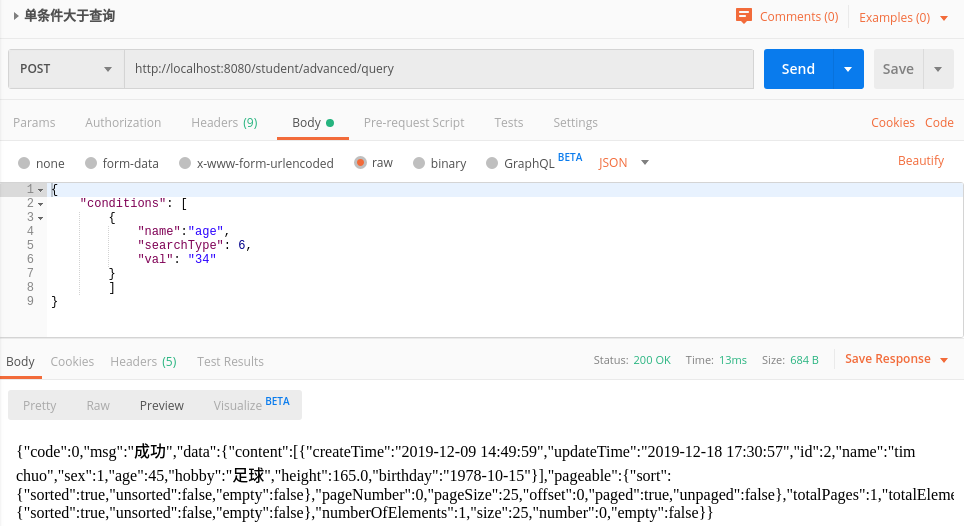 单条件大于查询 Comments (0) Examples (0)
POST http://localhost:8080/student/advanced/query Send Save
Params Authorization Headers (9) Body Pre-request Script Tests Settings Cookies Code
none form-data x-www-form-urlencoded raw binary GraphQL BETA JSON Beautify
1 {
2 "conditions": [
3 {
4 "name":"age",
5 "searchType": 6,
6 "val": "34"
7 }
8 ]
9 }
Body Cookies Headers (5) Test Results Status: 200 OK Time: 13ms Size: 684 B Save Response
Pretty Raw Preview Visualize BETA
{"code":0,"msg":"成功","data":{"content":[{"createTime":"2019-12-09 14:49:59","updateTime":"2019-12-18 17:30:57","id":2,"name":"tim
chuo","sex":1,"age":45,"hobby":"足球","height":165.0,"birthday":"1978-10-15"}],"pageable":{"sort":
{"sorted":true,"unsorted":false,"empty":false},"pageNumber":0,"pageSize":25,"offset":0,"paged":true,"unpaged":false},"totalPages":1,"totalEleme
{"sorted":true,"unsorted":false,"empty":false},"numberOfElements":1,"size":25,"number":0,"empty":false}}